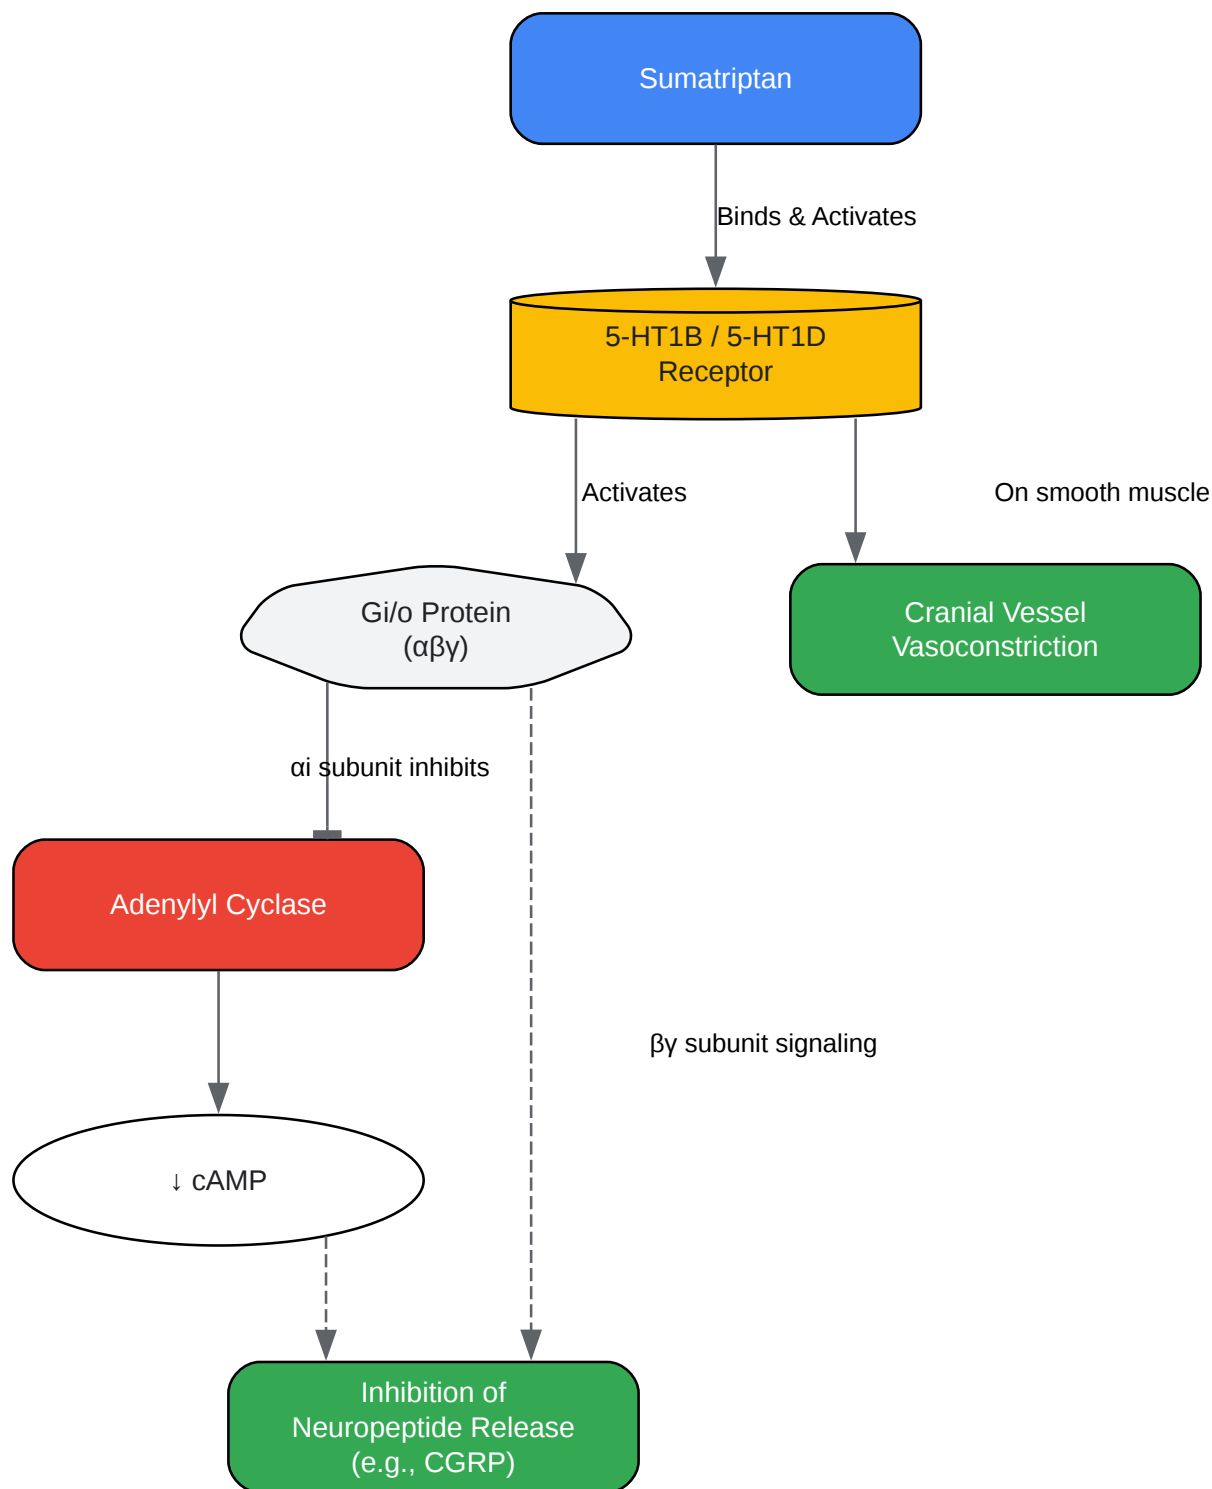 Sumatriptan
Binds & Activates
5-HT1B / 5-HT1D
Receptor
Activates
On smooth muscle
Gi/o Protein
(αβγ)
Cranial Vessel
Vasoconstriction
αi subunit inhibits
Adenylyl Cyclase
βγ subunit signaling
↓ cAMP
Inhibition of
Neuropeptide Release
(e.g., CGRP)